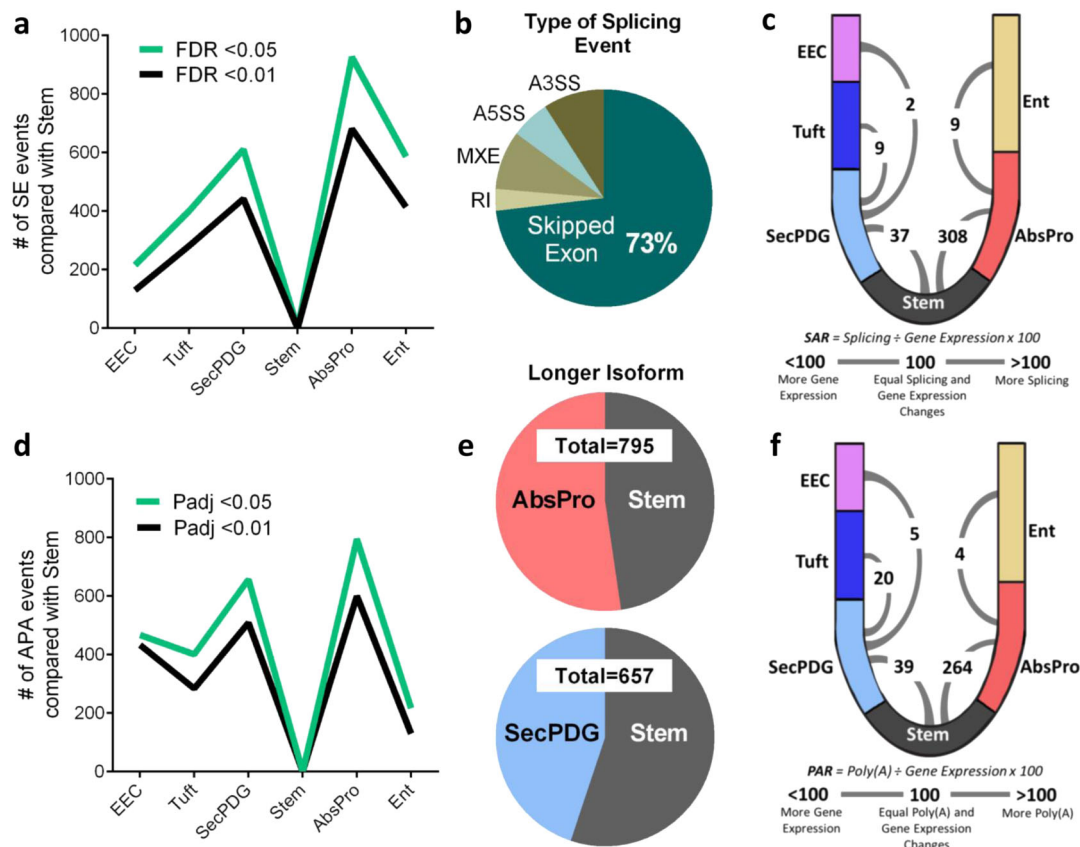 a
# of SE events
compared with Stem
1000
800
600
400
200
0
FDR <0.05
FDR <0.01
EEC
Tuft
SecPDG
Stem
AbsPro
Ent
b
Type of Splicing
Event
A3SS
A5SS
MXE
RI
Skipped
Exon
73%
c
EEC
Tuft
SecPDG
Stem
AbsPro
Ent
2
9
9
37
308
SAR = Splicing ÷ Gene Expression x 100
<100
More Gene
Expression
100
Equal Splicing and
Gene Expression
Changes
>100
More Splicing
d
# of APA events
compared with Stem
1000
800
600
400
200
0
Padj <0.05
Padj <0.01
EEC
Tuft
SecPDG
Stem
AbsPro
Ent
e
Longer Isoform
Total=795
AbsPro
Stem
Total=657
SecPDG
Stem
f
EEC
Tuft
SecPDG
Stem
AbsPro
Ent
5
20
4
39
264
PAR = Poly(A) ÷ Gene Expression x 100
<100
More Gene
Expression
100
Equal Poly(A) and
Gene Expression
Changes
>100
More Poly(A)